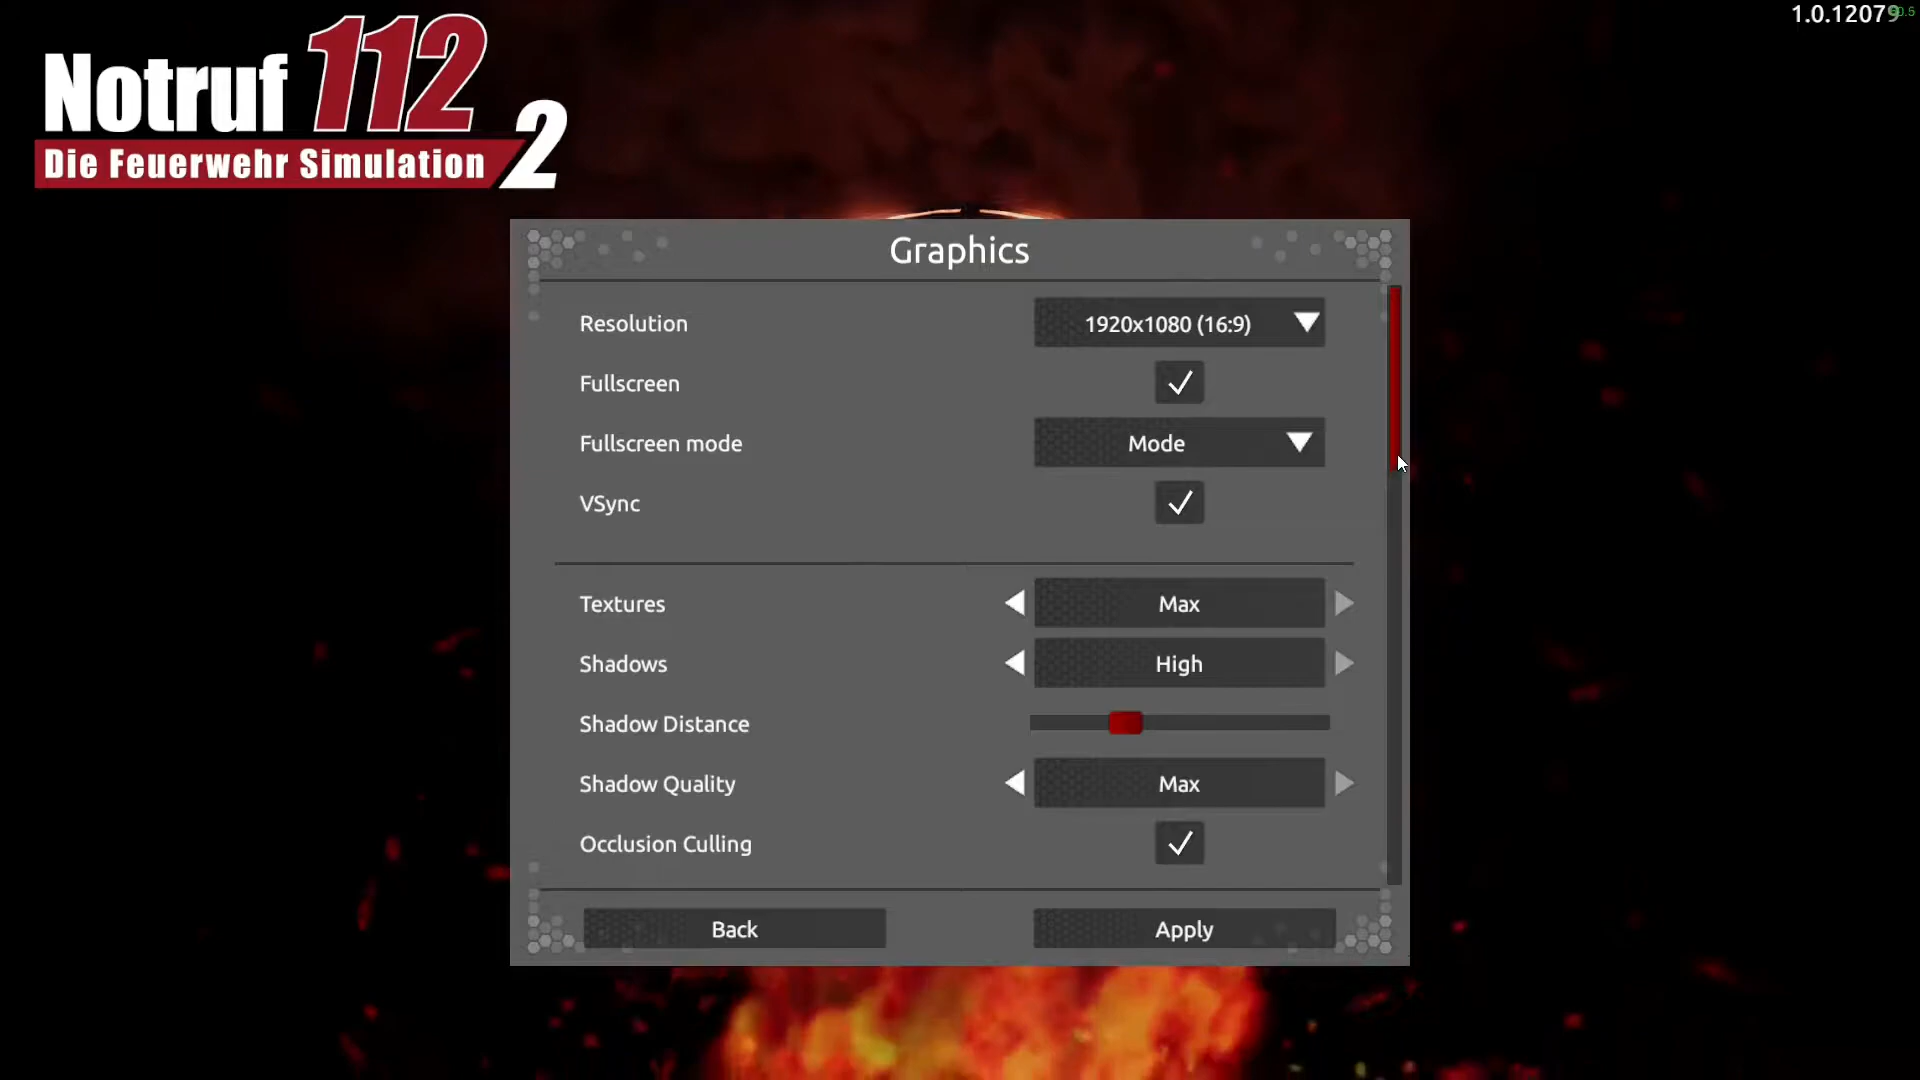 1.0.12079
Notruf 112 2
Die Feuerwehr Simulation
Graphics
Resolution
1920x1080 (16:9)
Fullscreen
Fullscreen mode
Mode
VSync
Textures
Max
Shadows
High
Shadow Distance
Shadow Quality
Max
Occlusion Culling
Back
Apply